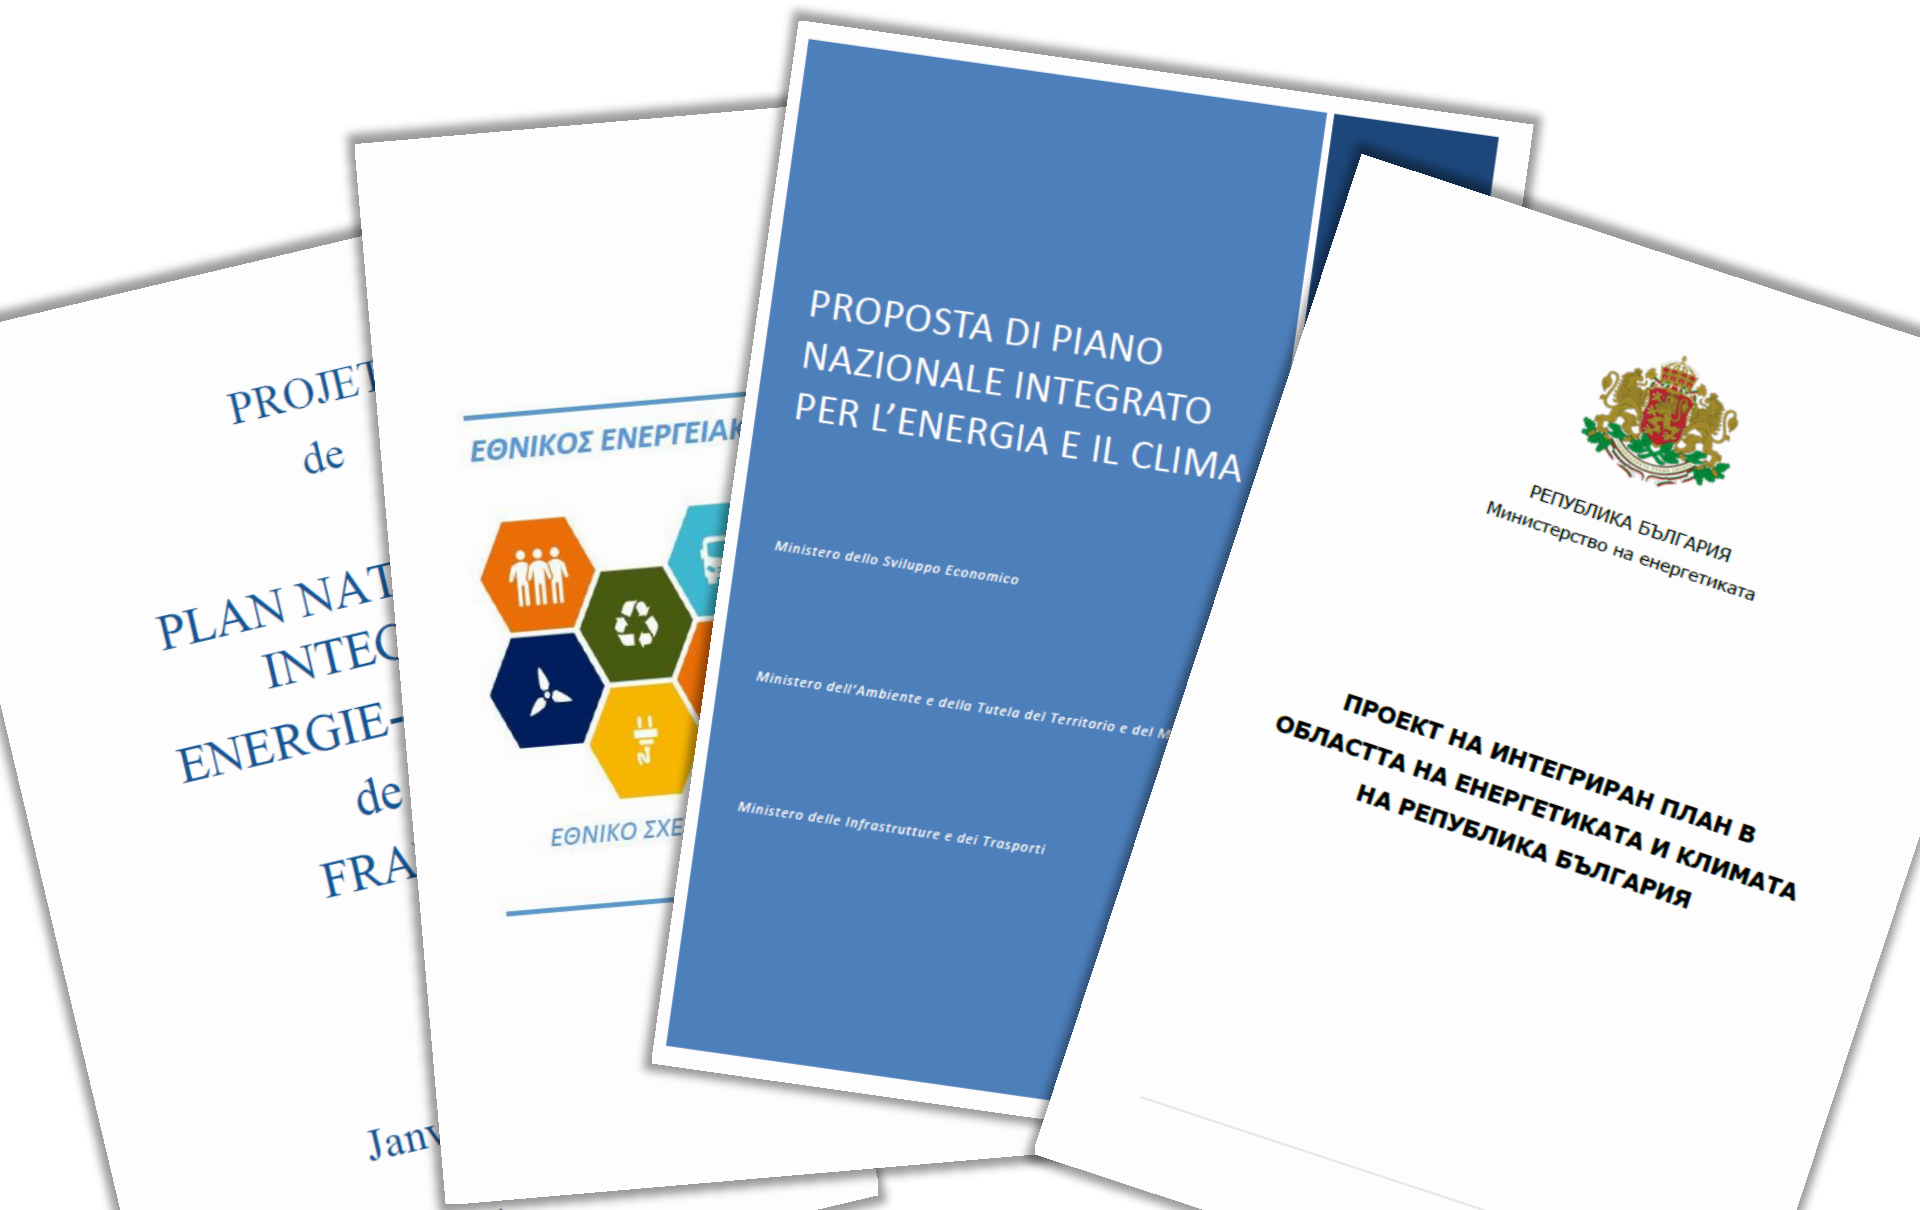 PROJET
de
PLAN NAT
INTEG
ENERGIE-
de
FRA
Janv
ΕΘΝΙΚΟΣ ΕΝΕΡΓΕΙΑΚ
ΕΘΝΙΚΟ ΣΧΕ
PROPOSTA DI PIANO
NAZIONALE INTEGRATO
PER L’ENERGIA E IL CLIMA
Ministero dello Sviluppo Economico
Ministero dell’Ambiente e della Tutela del Territorio e del M
Ministero delle Infrastrutture e dei Trasporti
РЕПУБЛИКА БЪЛГАРИЯ
Министерство на енергетиката
ПРОЕКТ НА ИНТЕГРИРАН ПЛАН В
ОБЛАСТТА НА ЕНЕРГЕТИКАТА И КЛИМАТА
НА РЕПУБЛИКА БЪЛГАРИЯ